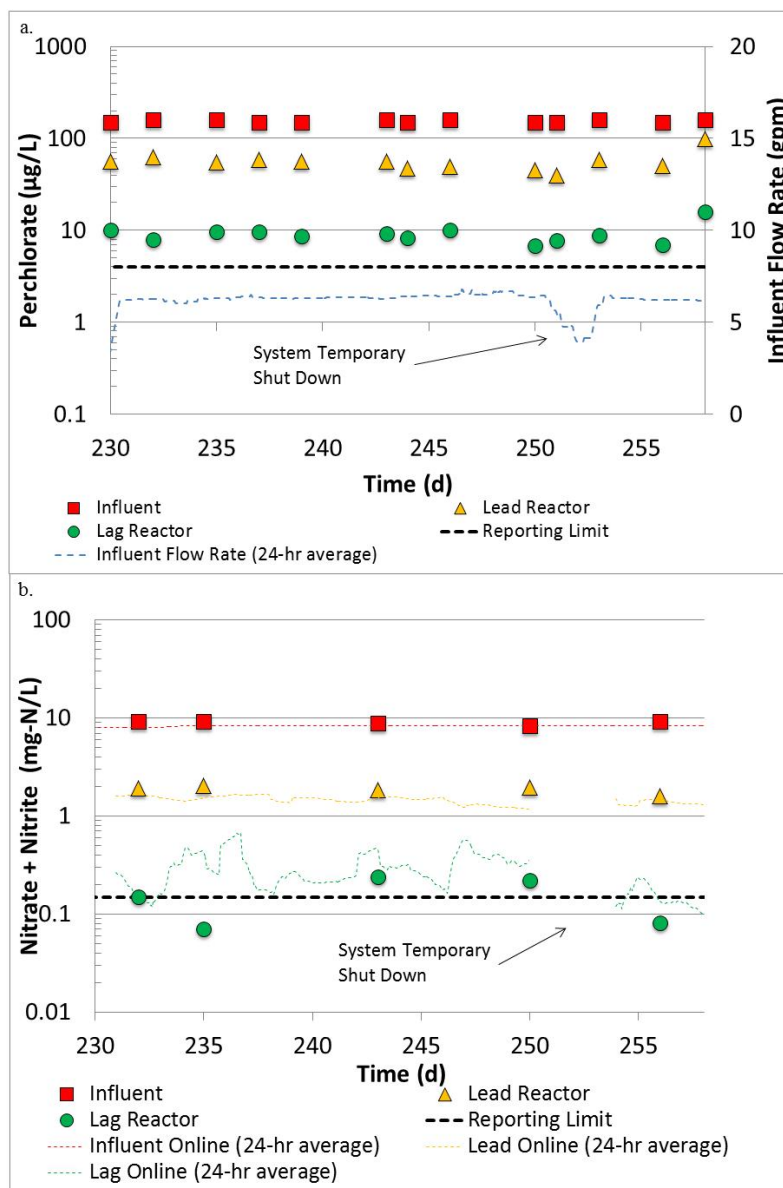 a.
1000
100
10
1
0.1
Perchlorate (µg/L)
20
15
10
5
0
Influent Flow Rate (gpm)
System Temporary
Shut Down
230 235 240 245 250 255
Time (d)
Influent Lead Reactor
Lag Reactor Reporting Limit
Influent Flow Rate (24-hr average)
b.
100
10
1
0.1
0.01
Nitrate + Nitrite (mg-N/L)
System Temporary
Shut Down
230 235 240 245 250 255
Time (d)
Influent Lead Reactor
Lag Reactor Reporting Limit
Influent Online (24-hr average) Lead Online (24-hr average)
Lag Online (24-hr average)